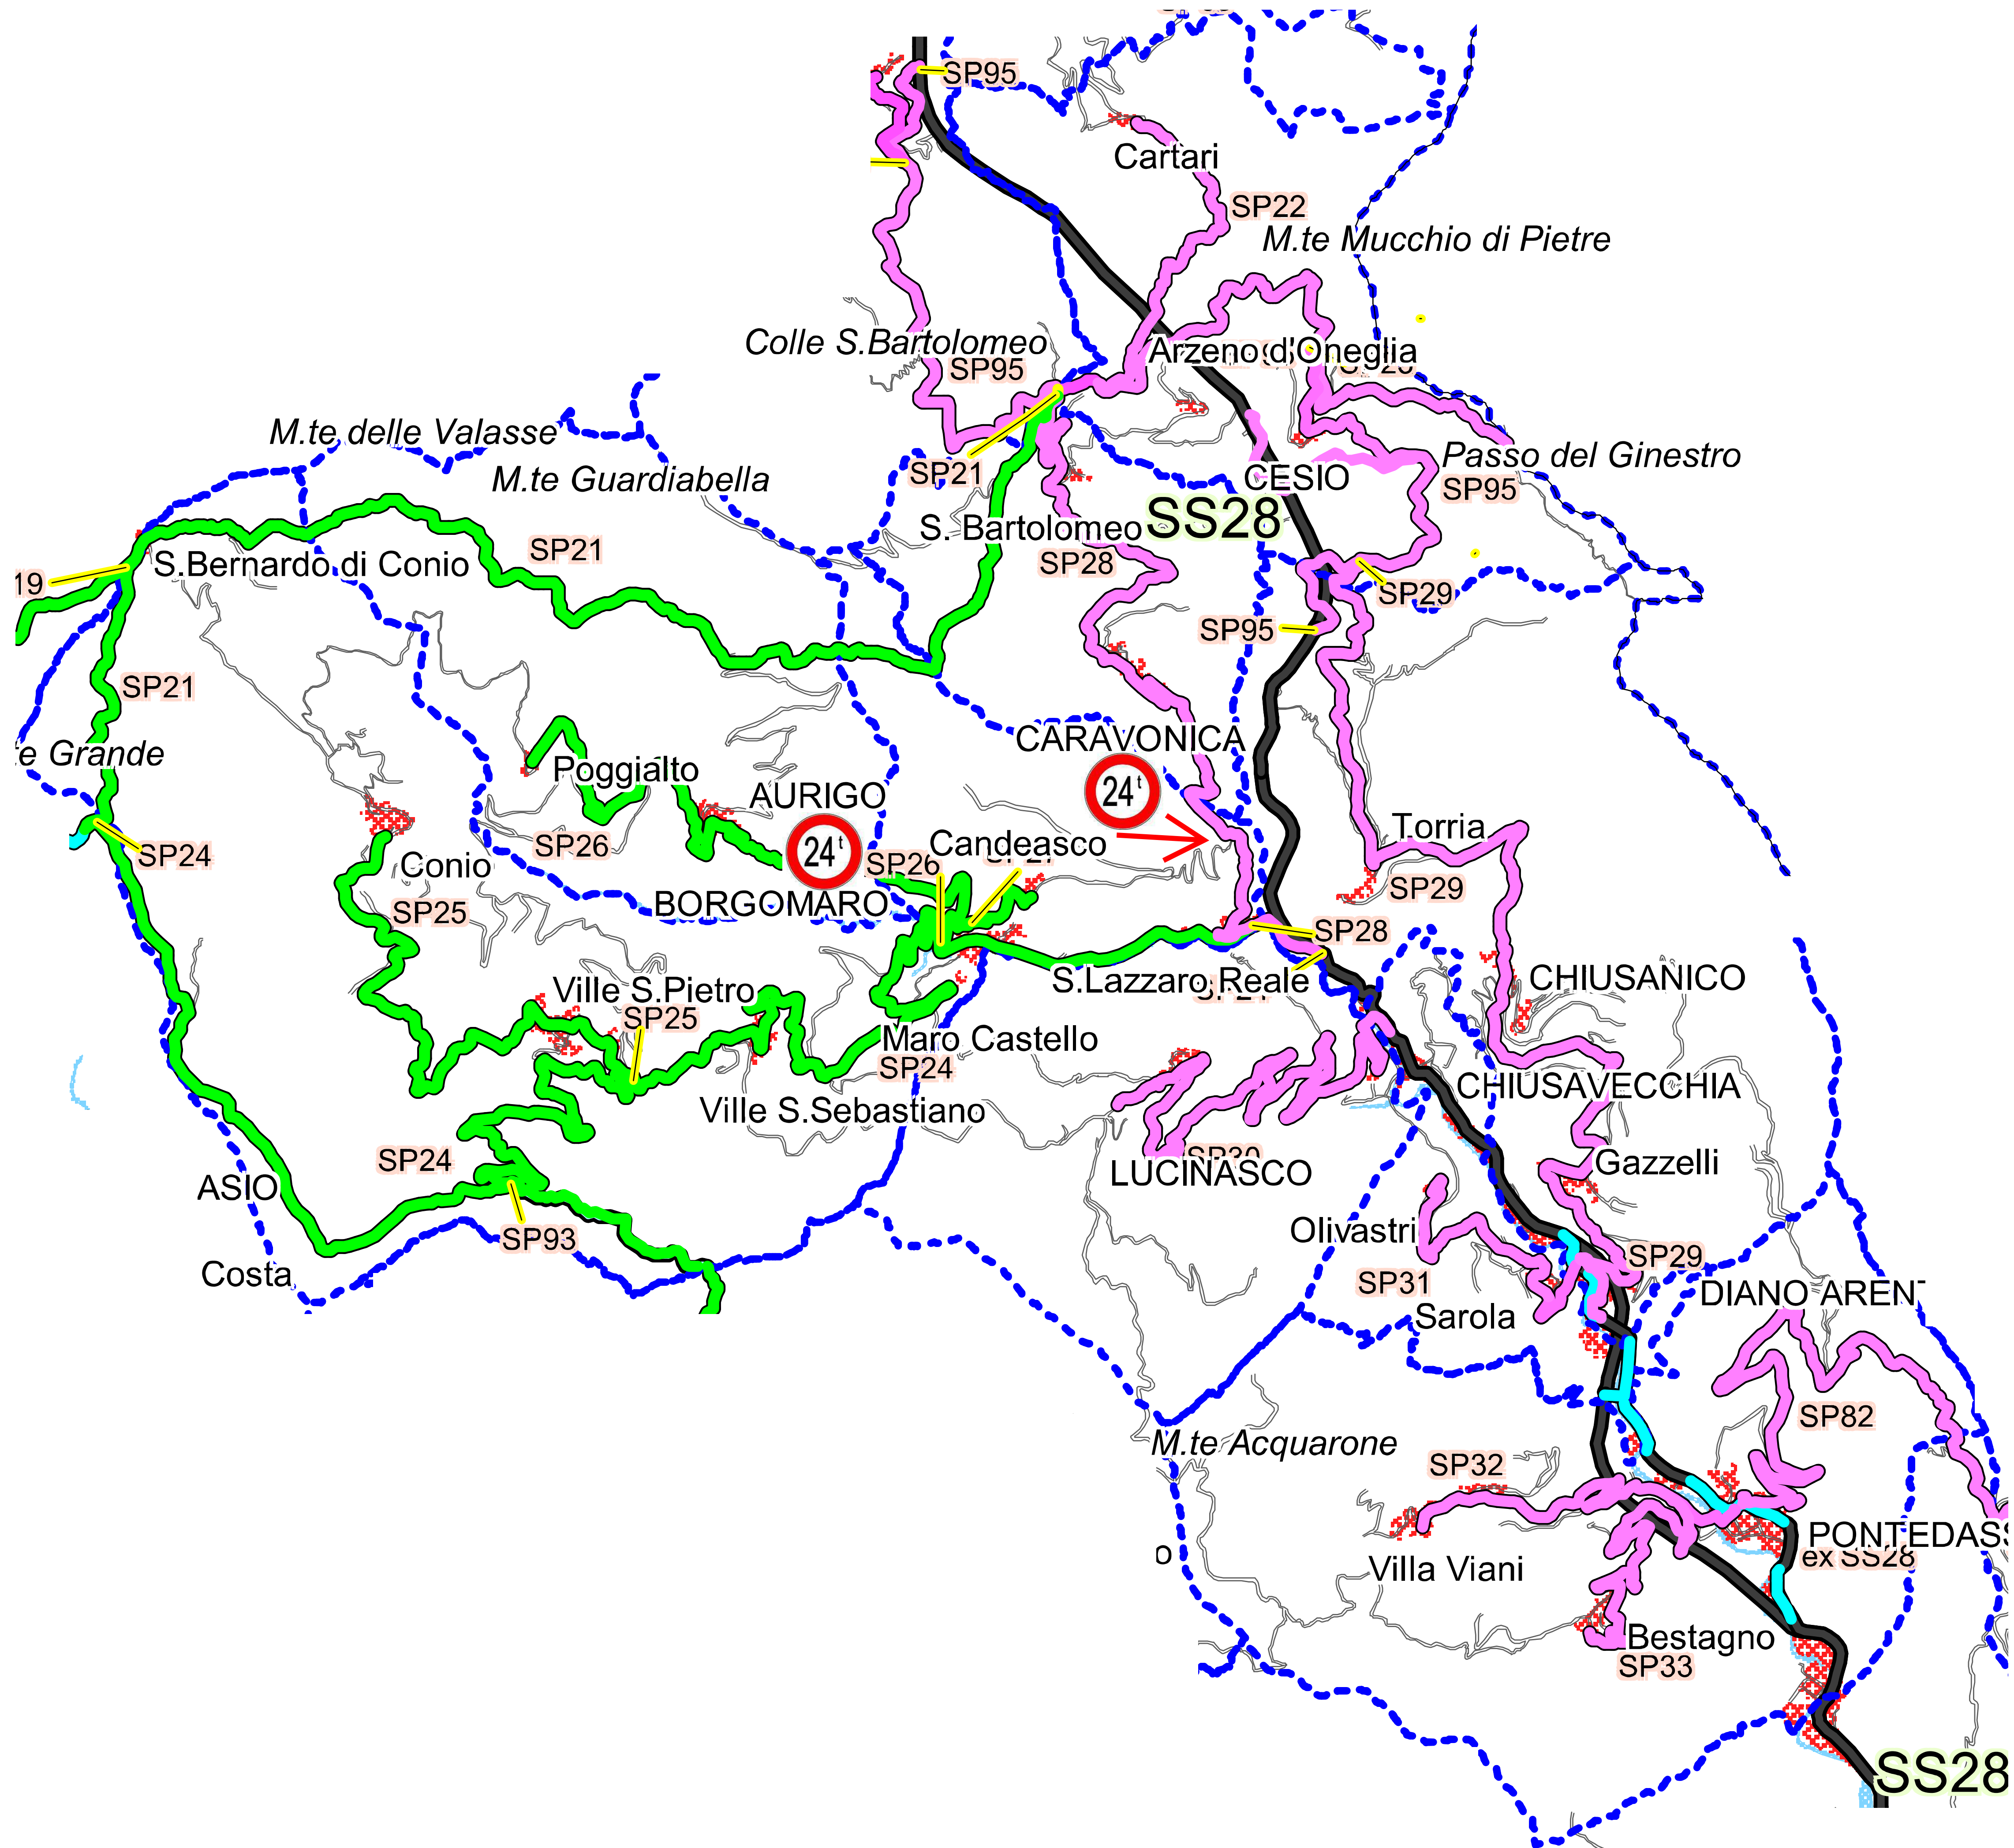 SP95
Cartari
SP22
M.te Mucchio di Pietre
Colle S.Bartolomeo
SP95
Arzeno d'Oneglia
M.te delle Valasse
M.te Guardiabella
SP21
Passo del Ginestro
SP95
CESIO
SS28
S. Bartolomeo
SP28
SP21
S.Bernardo di Conio
19
SP29
SP95
SP21
te Grande
CARAVONICA
24t
Poggialto
AURIGO
24t
SP26
SP26
Candeasco
Torria
SP29
SP24
Conio
SP25
BORGOMARO
SP28
S.Lazzaro Reale
CHIUSANICO
Ville S.Pietro
SP25
Maro Castello
SP24
CHIUSAVECCHIA
Ville S.Sebastiano
SP24
SP30
LUCINASCO
Gazzelli
ASIO
Olivastri
SP93
SP29
Costa
SP31
DIANO AREN
Sarola
SP82
M.te Acquarone
SP32
PONTEDASS
ex SS28
o
Villa Viani
Bestagno
SP33
SS28